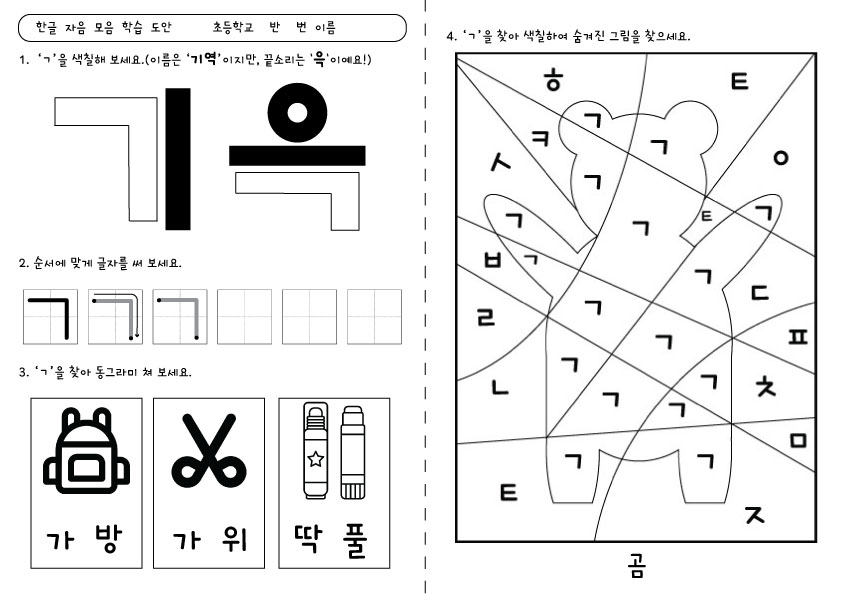 한글 자음 모음 학습 도안 초등학교 반 번 이름
1. ‘ㄱ’을 색칠해 보세요.(이름은 ‘기역’이지만, 끝소리는 ‘윽’이예요!)
기윽
2. 순서에 맞게 글자를 써 보세요.
ㄱ ㄱ ㄱ
3. ‘ㄱ’을 찾아 동그라미 쳐 보세요.
가 방
가 위
딱 풀
4. ‘ㄱ’을 찾아 색칠하여 숨겨진 그림을 찾으세요.
ㅎ ㅌ
ㄱ
ㅋ ㄱ
ㅅ ㅇ
ㄱ
ㄱ ㄱ ㅌ ㄱ
ㅂ ㄱ
ㄱ ㄷ
ㄹ ㄱ
ㄱ ㅍ
ㄱ
ㄴ ㄱ ㄱ ㅊ
ㄱ
ㅁ
ㄱ ㄱ
ㅌ
ㅈ
곰